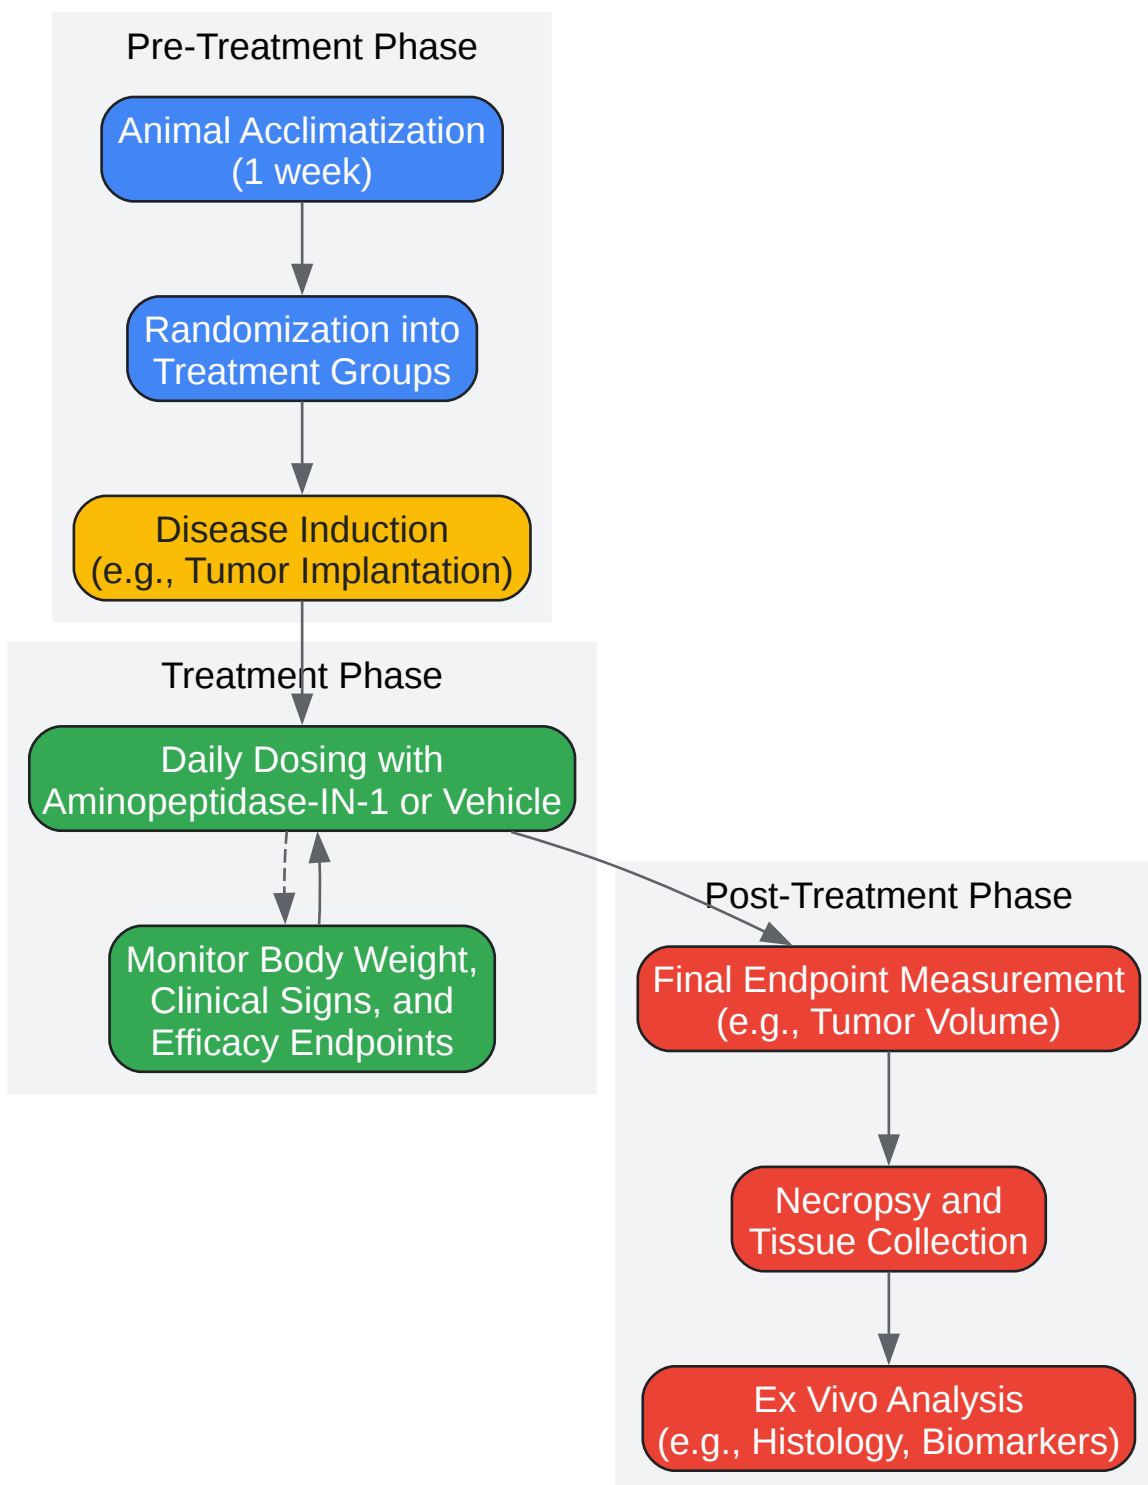 Pre-Treatment Phase
Animal Acclimatization
(1 week)
Randomization into
Treatment Groups
Disease Induction
(e.g., Tumor Implantation)
Treatment Phase
Daily Dosing with
Aminopeptidase-IN-1 or Vehicle
Monitor Body Weight,
Clinical Signs, and
Efficacy Endpoints
Post-Treatment Phase
Final Endpoint Measurement
(e.g., Tumor Volume)
Necropsy and
Tissue Collection
Ex Vivo Analysis
(e.g., Histology, Biomarkers)